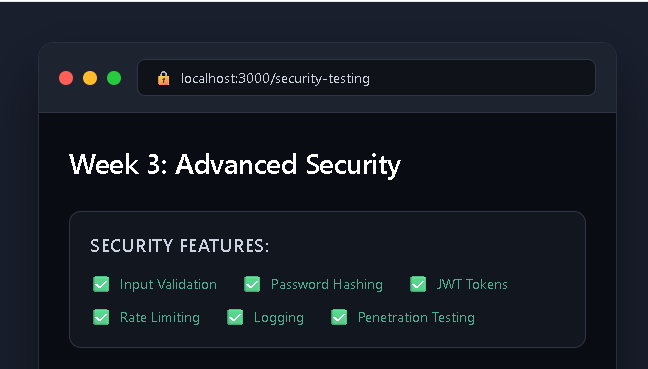 localhost:3000/security-testing
Week 3: Advanced Security
SECURITY FEATURES:
Input Validation Password Hashing JWT Tokens
Rate Limiting Logging Penetration Testing